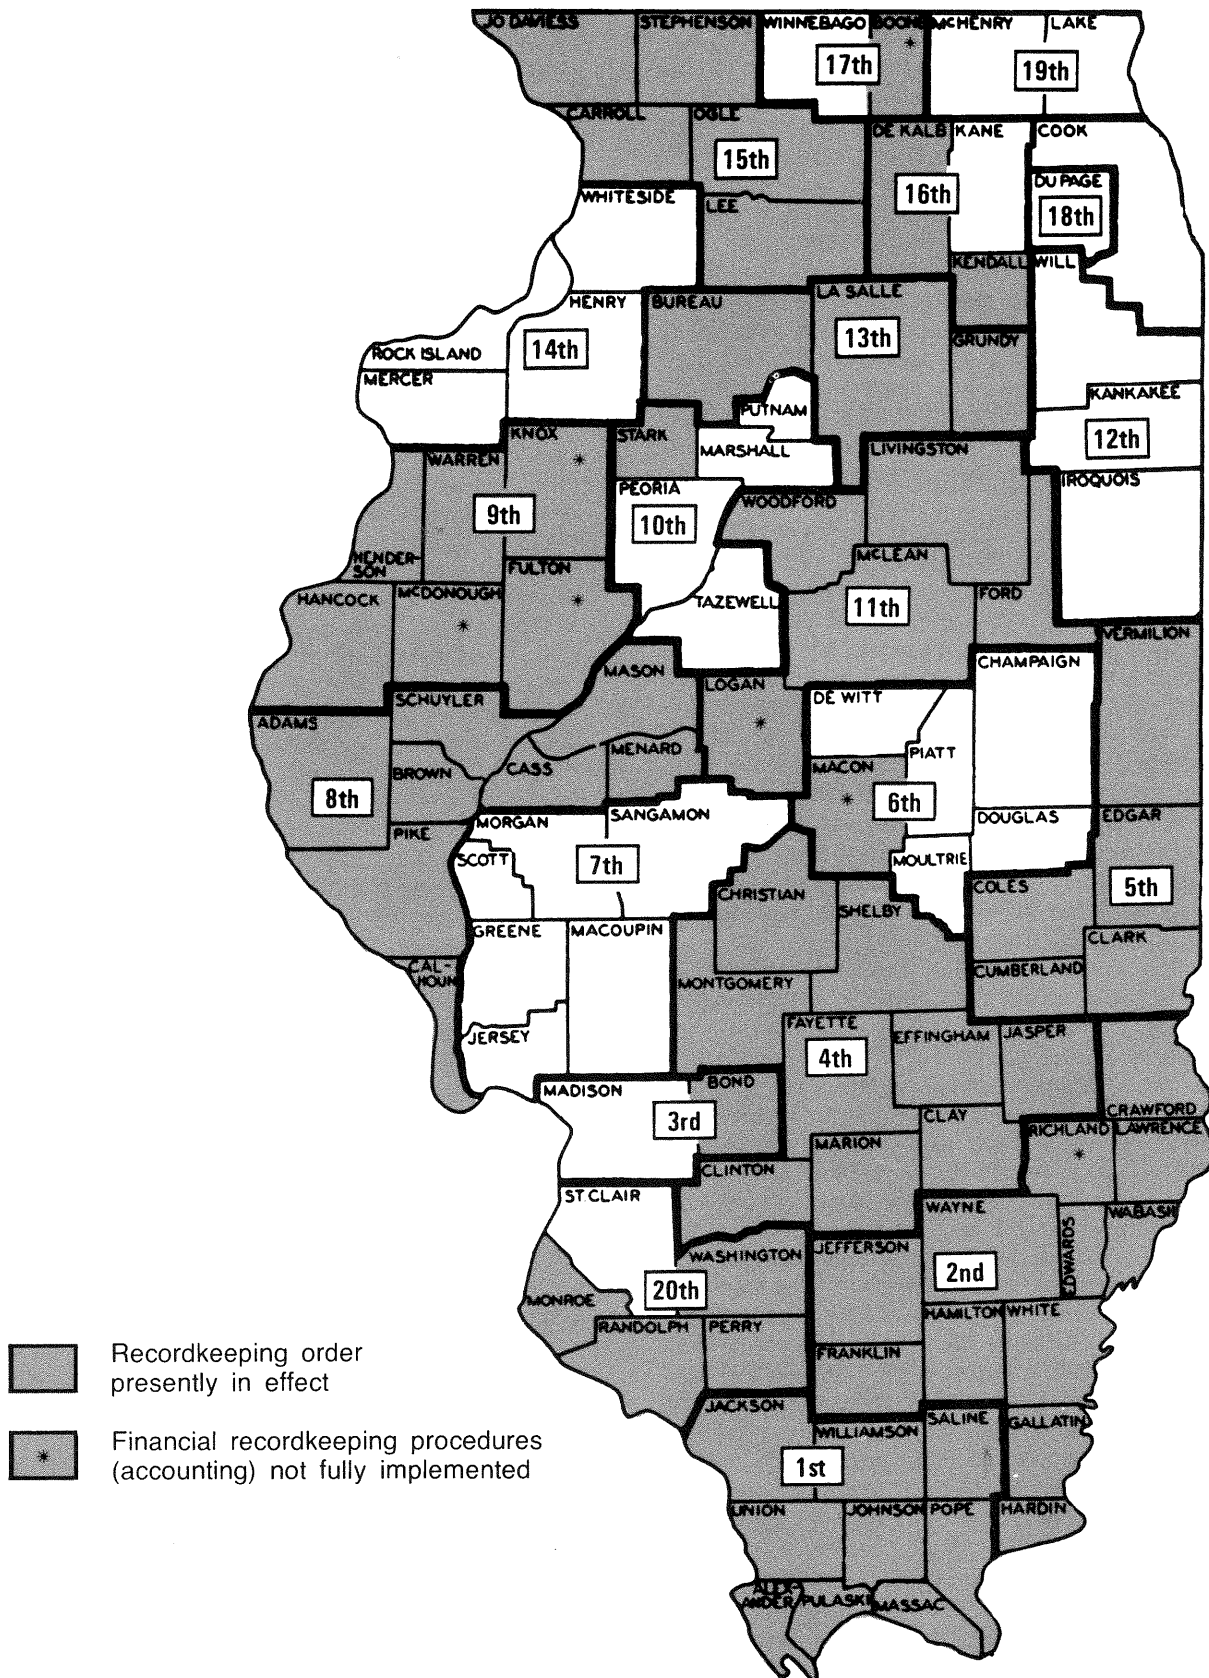 JO DAVIESS
STEPHENSON
WINNEBAGO
BOONE
McHENRY
LAKE
17th
19th
CARROLL
OGLE
DE KALB
KANE
COOK
15th
DU PAGE
16th
18th
WHITESIDE
LEE
KENDALL
WILL
HENRY
BUREAU
LA SALLE
14th
13th
GRUNDY
ROCK ISLAND
MERCER
PUTNAM
KANKAKEE
12th
KNOX
STARK
MARSHALL
LIVINGSTON
WARREN
IROQUOIS
PEORIA
WOODFORD
9th
10th
HENDER-
SON
FULTON
McLEAN
HANCOCK
McDONOUGH
TAZEWELL
11th
FORD
VERMILION
CHAMPAIGN
MASON
LOGAN
SCHUYLER
DE WITT
ADAMS
MENARD
PIATT
BROWN
CASS
MACON
8th
6th
PIKE
MORGAN
SANGAMON
DOUGLAS
EDGAR
SCOTT
7th
MOULTRIE
CHRISTIAN
COLES
5th
SHELBY
GREENE
MACOUPIN
CLARK
CAL-
HOUN
MONTGOMERY
CUMBERLAND
JERSEY
FAYETTE
EFFINGHAM
JASPER
4th
MADISON
BOND
3rd
CLAY
CRAWFORD
MARION
RICHLAND
LAWRENCE
CLINTON
ST. CLAIR
WAYNE
WABASH
WASHINGTON
JEFFERSON
EDWARDS
20th
2nd
MONROE
RANDOLPH
PERRY
HAMILTON
WHITE
FRANKLIN
Recordkeeping order
presently in effect
JACKSON
WILLIAMSON
SALINE
GALLATIN
Financial recordkeeping procedures
(accounting) not fully implemented
1st
UNION
JOHNSON
POPE
HARDIN
ALEX-
ANDER
PULASKI
MASSAC